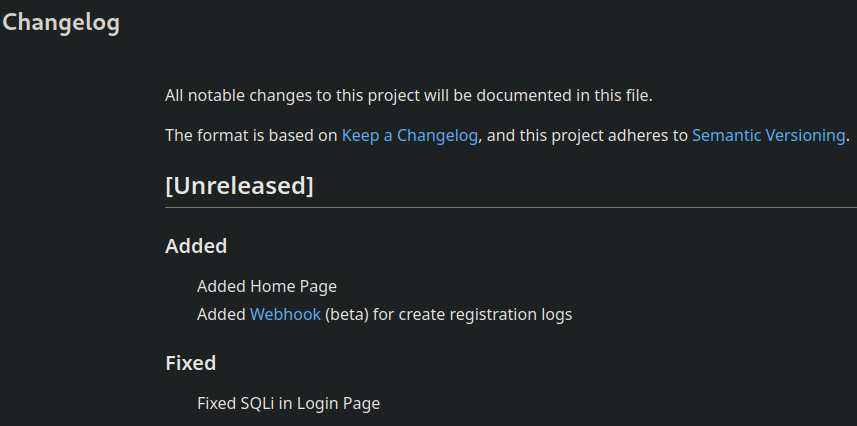 Changelog
All notable changes to this project will be documented in this file.
The format is based on Keep a Changelog, and this project adheres to Semantic Versioning.
[Unreleased]
Added
Added Home Page
Added Webhook (beta) for create registration logs
Fixed
Fixed SQLi in Login Page